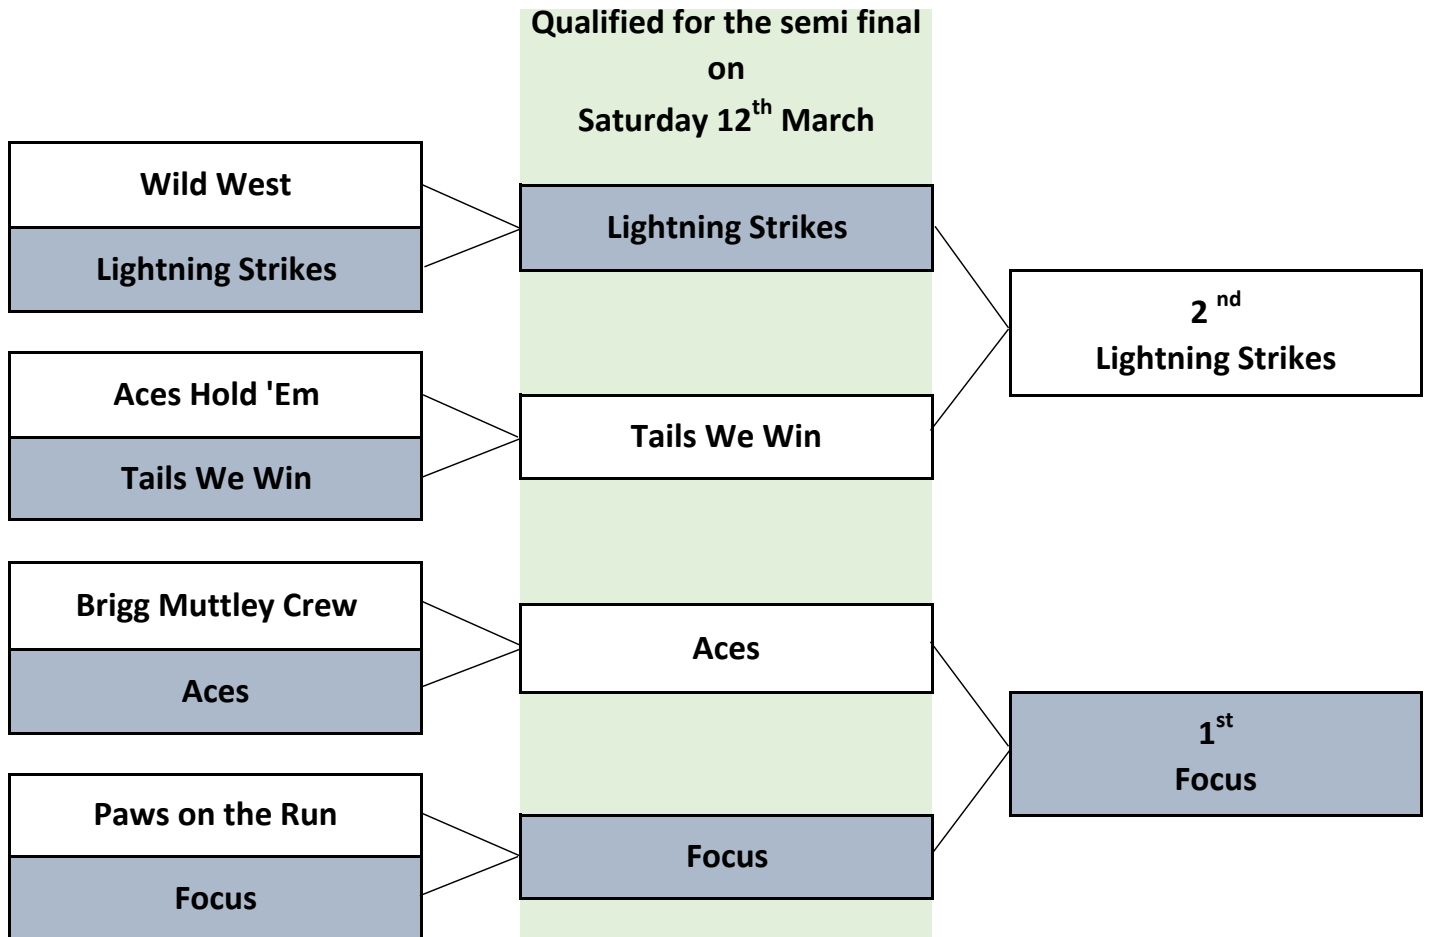 Qualified for the semi final
on
Saturday 12th March
Wild West
Lightning Strikes
Aces Hold 'Em
Tails We Win
Brigg Muttley Crew
Aces
Paws on the Run
Focus
Lightning Strikes
Tails We Win
Aces
Focus
2 nd
Lightning Strikes
1st
Focus